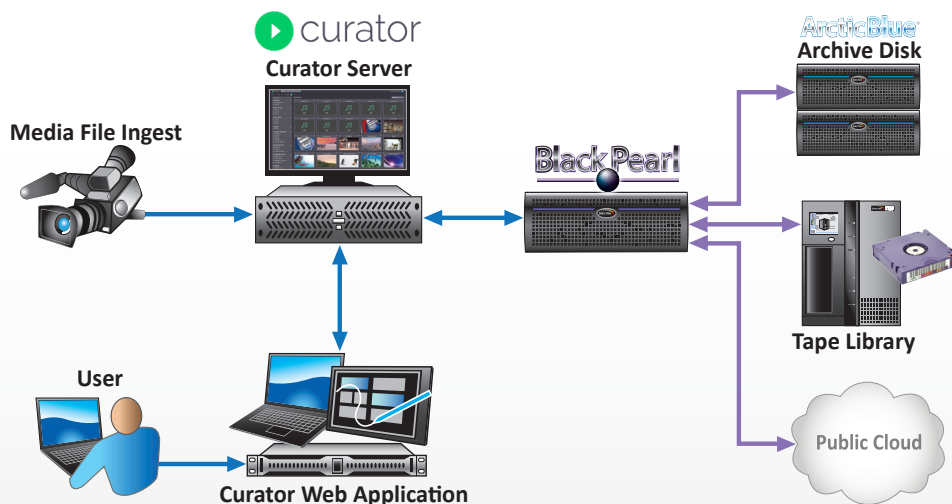 curator
Curator Server
Media File Ingest
BlackPearl
ArcticBlue
Archive Disk
Tape Library
User
Curator Web Application
Public Cloud